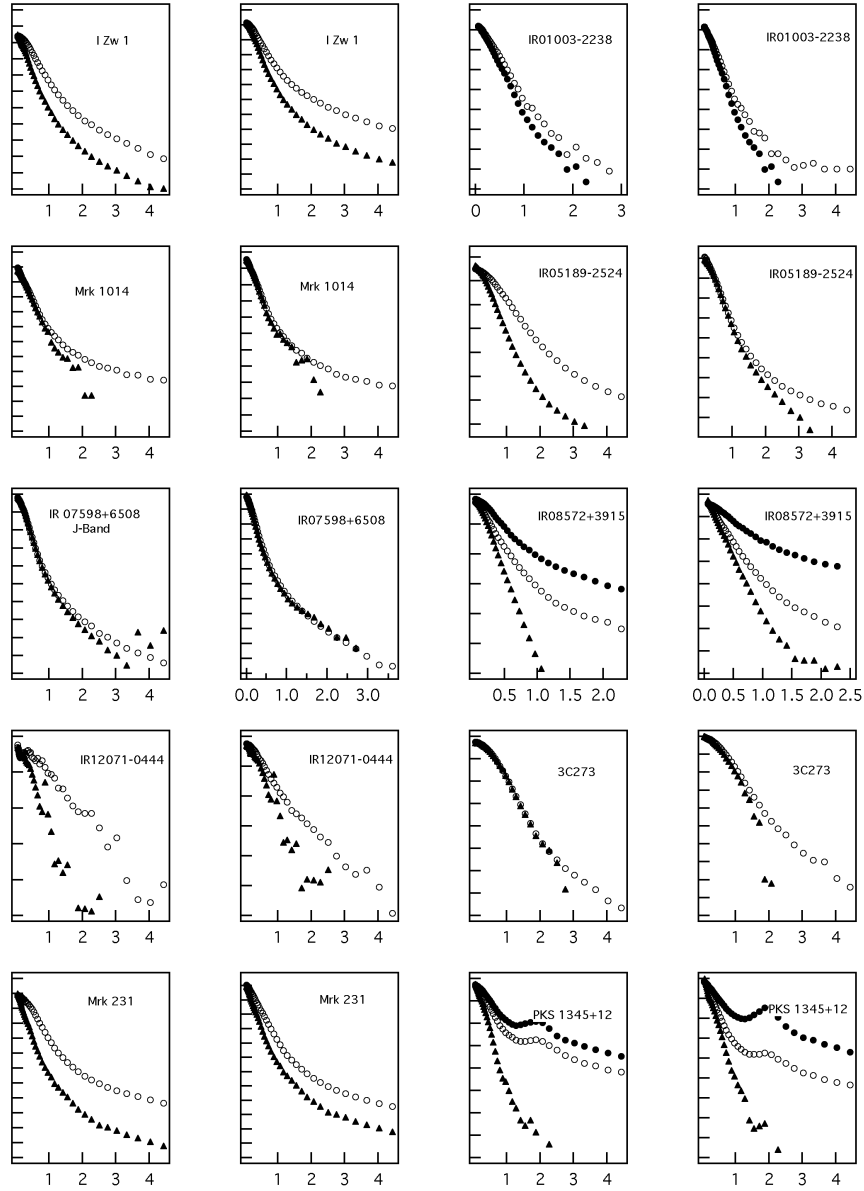 I Zw 1
I Zw 1
IR01003-2238
IR01003-2238
1 2 3 4
1 2 3 4
0 1 2 3
1 2 3 4
Mrk 1014
Mrk 1014
IR05189-2524
IR05189-2524
1 2 3 4
1 2 3 4
1 2 3 4
1 2 3 4
IR 07598+6508
J-Band
IR07598+6508
IR08572+3915
IR08572+3915
1 2 3 4
0.0 1.0 2.0 3.0
0.5 1.0 1.5 2.0
0.0 0.5 1.0 1.5 2.0 2.5
IR12071-0444
IR12071-0444
3C273
3C273
1 2 3 4
1 2 3 4
1 2 3 4
1 2 3 4
Mrk 231
Mrk 231
PKS 1345+12
PKS 1345+12
1 2 3 4
1 2 3 4
1 2 3 4
1 2 3 4